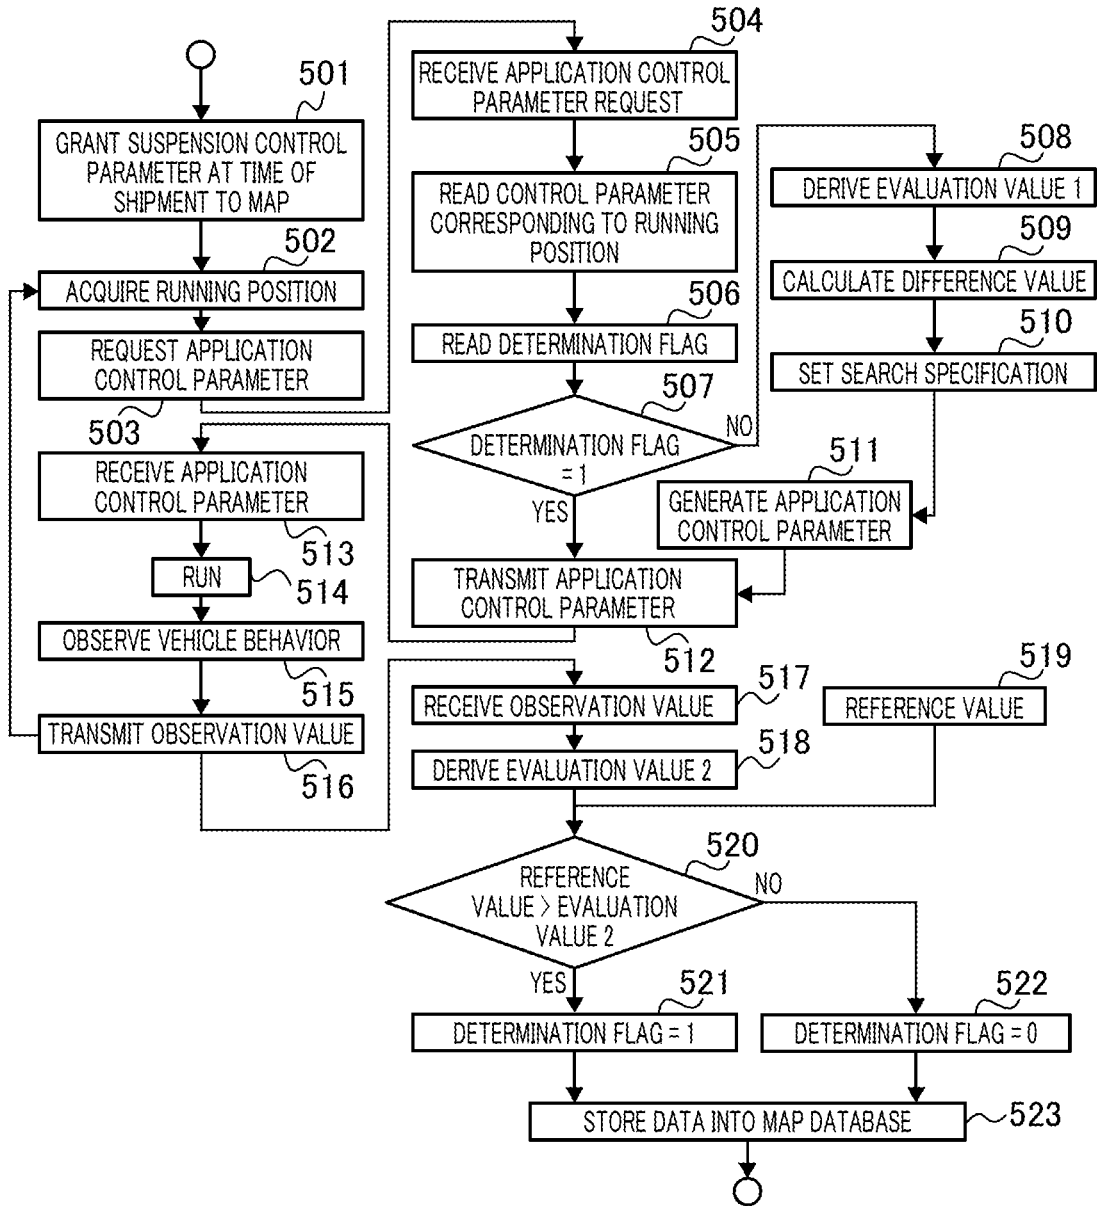 501
GRANT SUSPENSION CONTROL
PARAMETER AT TIME OF
SHIPMENT TO MAP
502
ACQUIRE RUNNING POSITION
REQUEST APPLICATION
CONTROL PARAMETER
503
504
RECEIVE APPLICATION CONTROL
PARAMETER REQUEST
505
READ CONTROL PARAMETER
CORRESPONDING TO RUNNING
POSITION
506
READ DETERMINATION FLAG
507
DETERMINATION FLAG
= 1
NO
YES
508
DERIVE EVALUATION VALUE 1
509
CALCULATE DIFFERENCE VALUE
510
SET SEARCH SPECIFICATION
511
GENERATE APPLICATION
CONTROL PARAMETER
TRANSMIT APPLICATION
CONTROL PARAMETER
512
RECEIVE APPLICATION
CONTROL PARAMETER
513
RUN
514
OBSERVE VEHICLE BEHAVIOR
515
TRANSMIT OBSERVATION VALUE
516
517
RECEIVE OBSERVATION VALUE
518
DERIVE EVALUATION VALUE 2
519
REFERENCE VALUE
520
REFERENCE
VALUE > EVALUATION
VALUE 2
NO
YES
521
DETERMINATION FLAG = 1
522
DETERMINATION FLAG = 0
STORE DATA INTO MAP DATABASE
523